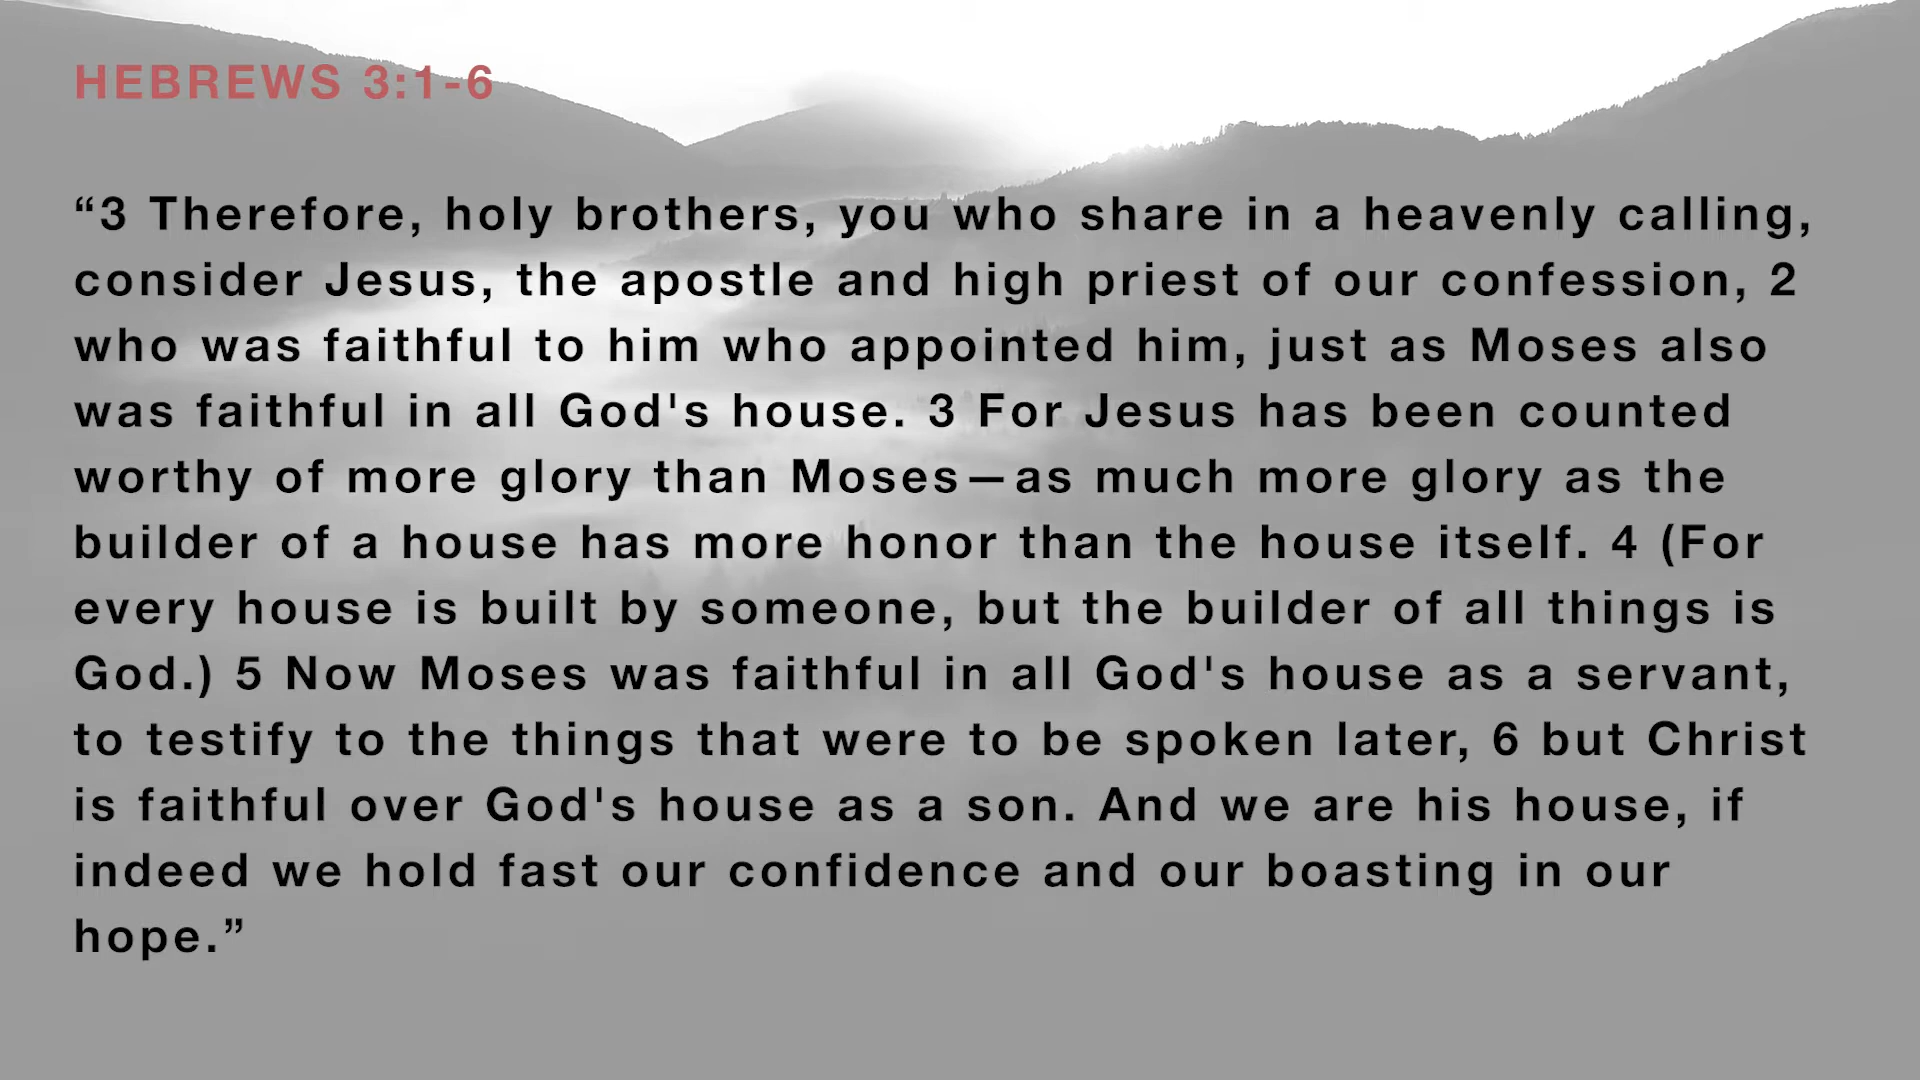 HEBREWS 3:1-6
“3 Therefore, holy brothers, you who share in a heavenly calling,
consider Jesus, the apostle and high priest of our confession, 2
who was faithful to him who appointed him, just as Moses also
was faithful in all God's house. 3 For Jesus has been counted
worthy of more glory than Moses—as much more glory as the
builder of a house has more honor than the house itself. 4 (For
every house is built by someone, but the builder of all things is
God.) 5 Now Moses was faithful in all God's house as a servant,
to testify to the things that were to be spoken later, 6 but Christ
is faithful over God's house as a son. And we are his house, if
indeed we hold fast our confidence and our boasting in our
hope.”